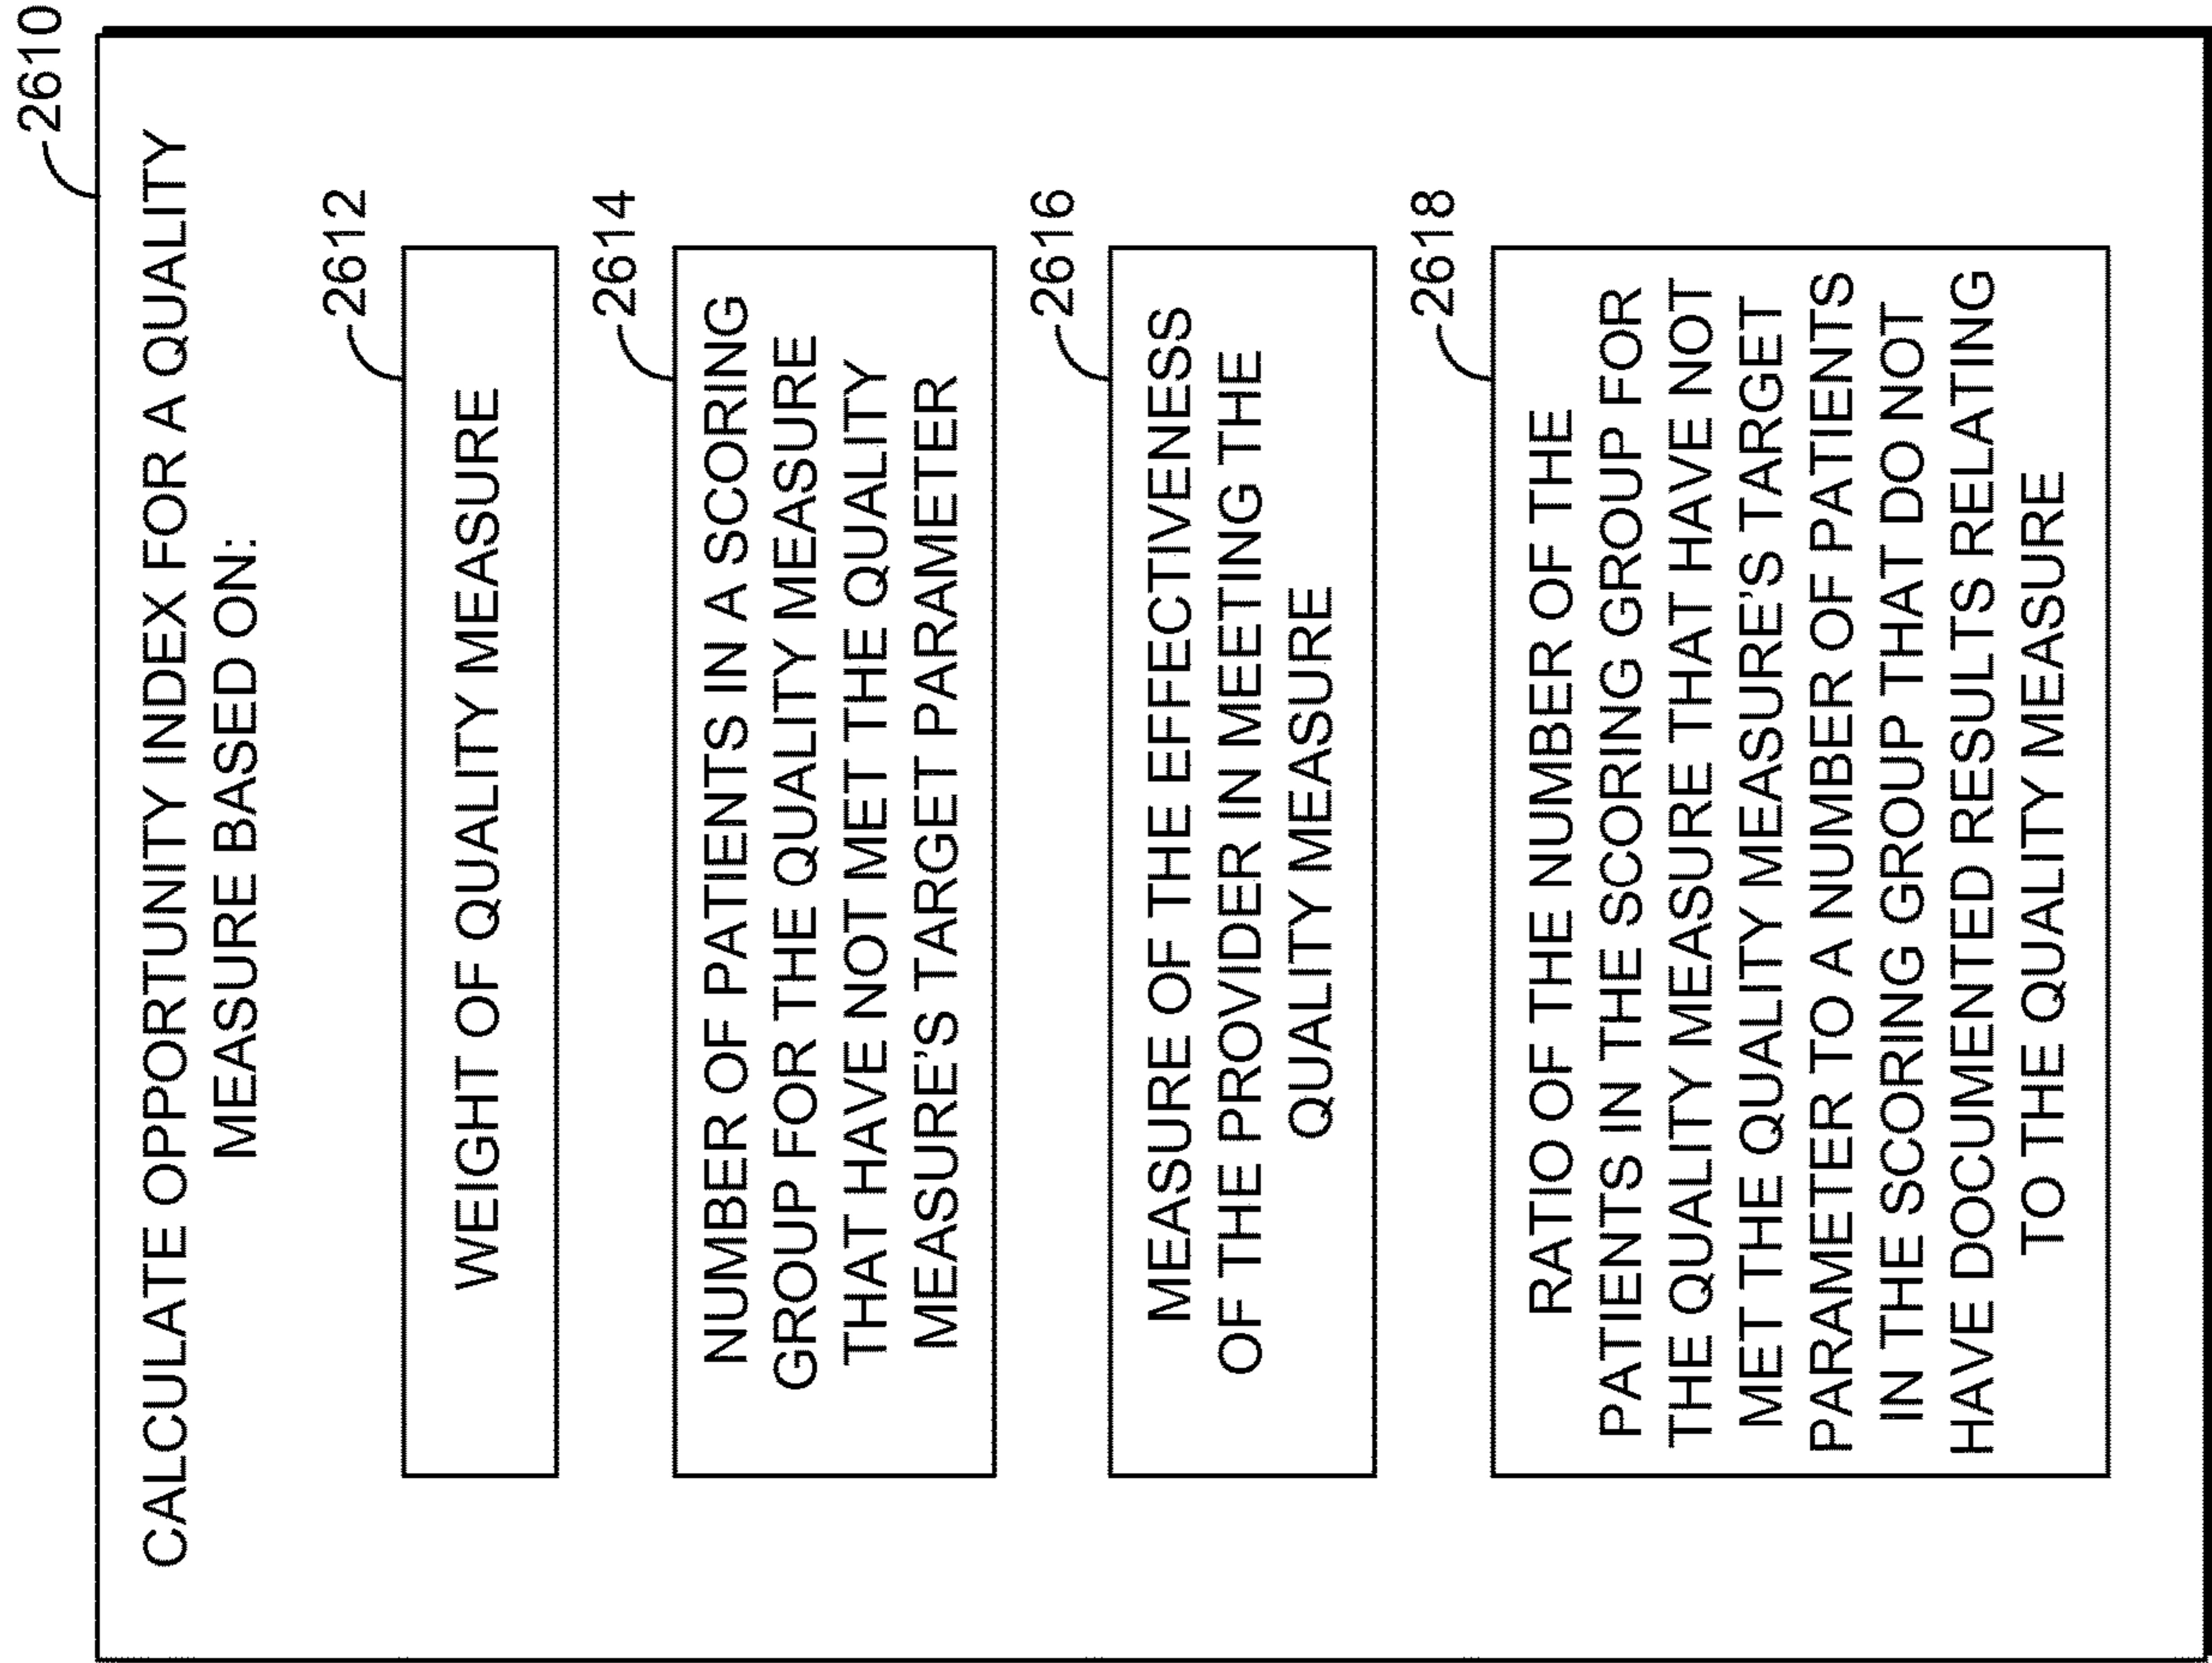 2610
CALCULATE OPPORTUNITY INDEX FOR A QUALITY
MEASURE BASED ON:
2612
WEIGHT OF QUALITY MEASURE
2614
NUMBER OF PATIENTS IN A SCORING
GROUP FOR THE QUALITY MEASURE
THAT HAVE NOT MET THE QUALITY
MEASURE'S TARGET PARAMETER
2616
MEASURE OF THE EFFECTIVENESS
OF THE PROVIDER IN MEETING THE
QUALITY MEASURE
2618
RATIO OF THE NUMBER OF THE
PATIENTS IN THE SCORING GROUP FOR
THE QUALITY MEASURE THAT HAVE NOT
MET THE QUALITY MEASURE'S TARGET
PARAMETER TO A NUMBER OF PATIENTS
IN THE SCORING GROUP THAT DO NOT
HAVE DOCUMENTED RESULTS RELATING
TO THE QUALITY MEASURE